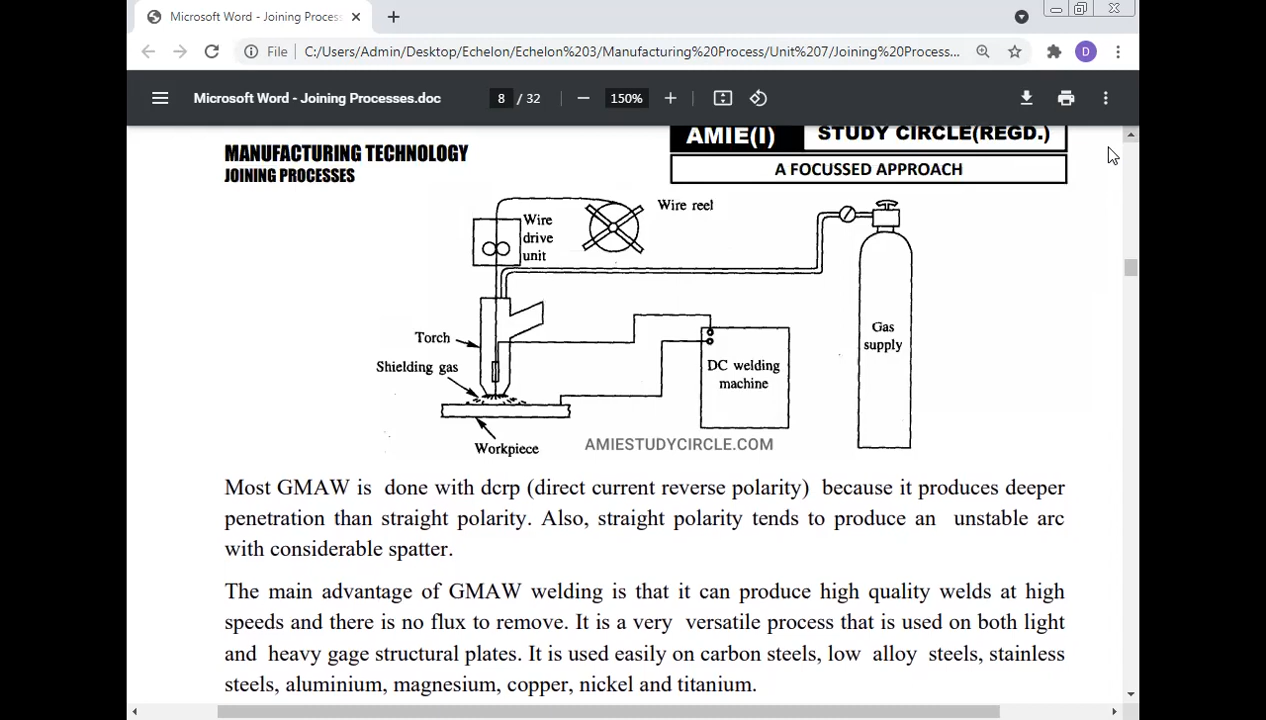 Microsoft Word - Joining Process
File C:/Users/Admin/Desktop/Echelon/Echelon%203/Manufacturing%20Process/Unit%207/Joining%20Process...
D
Microsoft Word - Joining Processes.doc 8 / 32 150%
AMIE(I) STUDY CIRCLE(REGD.)
MANUFACTURING TECHNOLOGY
JOINING PROCESSES
A FOCUSSED APPROACH
Wire reel
Wire
drive
unit
Torch
Shielding gas
Gas
supply
DC welding
machine
Workpiece
AMIESTUDYCIRCLE.COM
Most GMAW is done with dcrp (direct current reverse polarity) because it produces deeper
penetration than straight polarity. Also, straight polarity tends to produce an unstable arc
with considerable spatter.
The main advantage of GMAW welding is that it can produce high quality welds at high
speeds and there is no flux to remove. It is a very versatile process that is used on both light
and heavy gage structural plates. It is used easily on carbon steels, low alloy steels, stainless
steels, aluminium, magnesium, copper, nickel and titanium.